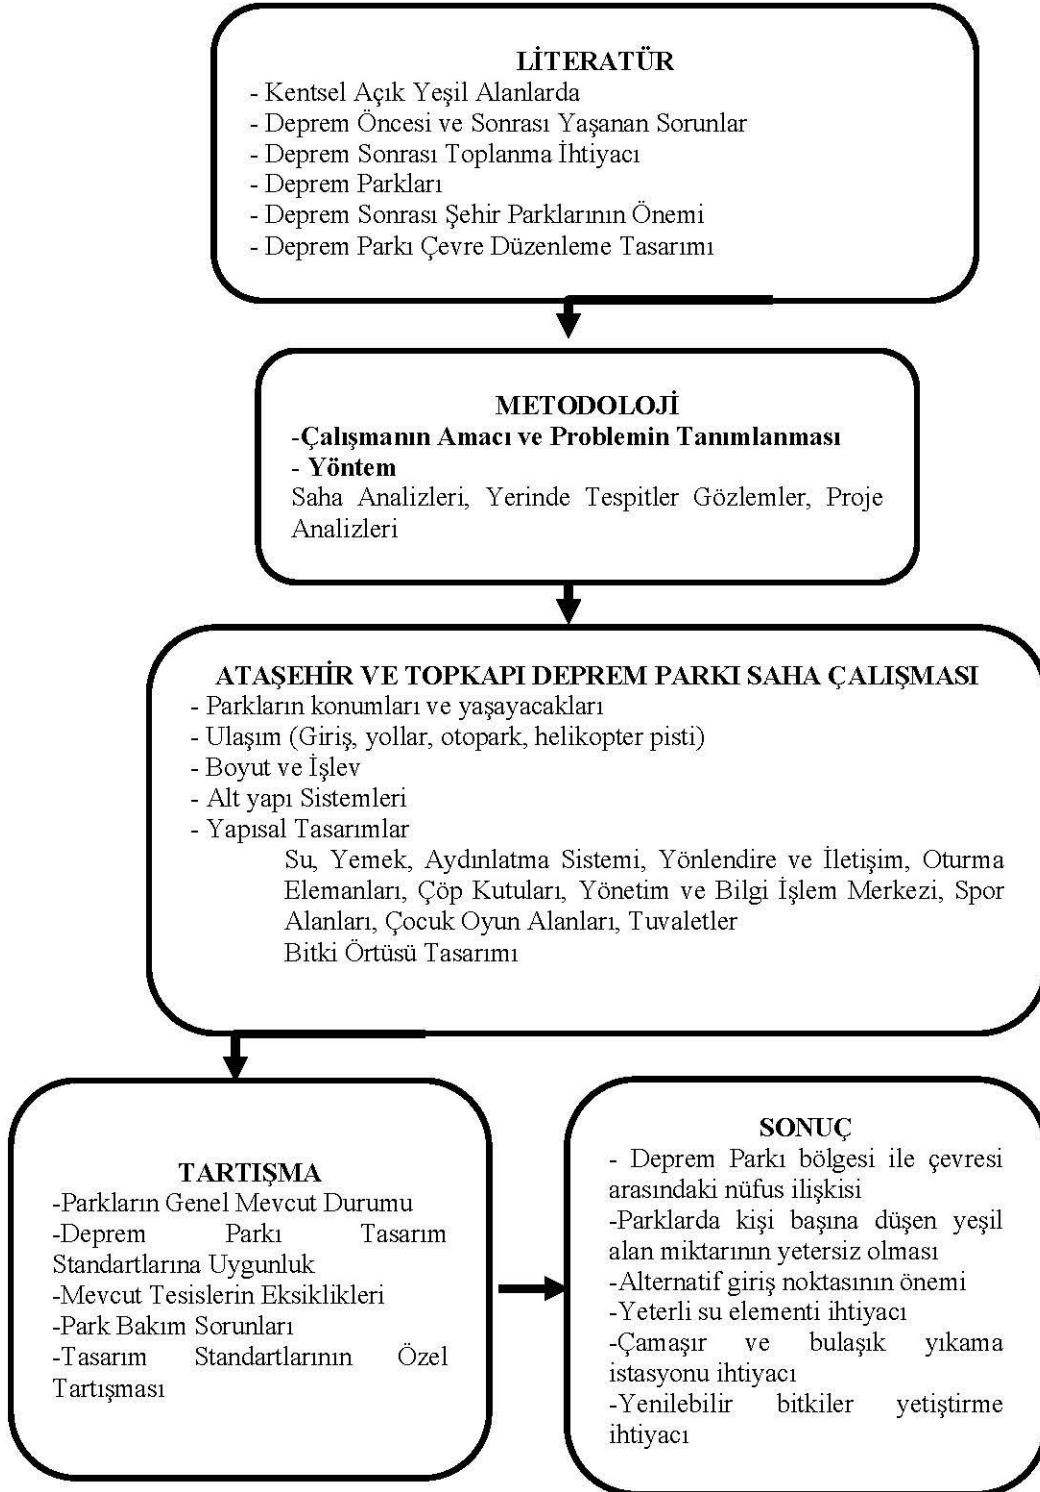 LİTERATÜR
- Kentsel Açık Yeşil Alanlarda
- Deprem Öncesi ve Sonrası Yaşanan Sorunlar
- Deprem Sonrası Toplanma İhtiyacı
- Deprem Parkları
- Deprem Sonrası Şehir Parklarının Önemi
- Deprem Parkı Çevre Düzenleme Tasarımı
METODOLOJİ
-Çalışmanın Amacı ve Problemin Tanımlanması
- Yöntem
Saha Analizleri, Yerinde Tespitler Gözlemler, Proje
Analizleri
ATAŞEHİR VE TOPKAPI DEPREM PARKI SAHA ÇALIŞMASI
- Parkların konumları ve yaşayacakları
- Ulaşım (Giriş, yollar, otopark, helikopter pisti)
- Boyut ve İşlev
- Alt yapı Sistemleri
- Yapısal Tasarımlar
Su, Yemek, Aydınlatma Sistemi, Yönlendire ve İletişim, Oturma
Elemanları, Çöp Kutuları, Yönetim ve Bilgi İşlem Merkezi, Spor
Alanları, Çocuk Oyun Alanları, Tuvaletler
Bitki Örtüsü Tasarımı
TARTIŞMA
-Parkların Genel Mevcut Durumu
-Deprem Parkı Tasarım
Standartlarına Uygunluk
-Mevcut Tesislerin Eksiklikleri
-Park Bakım Sorunları
-Tasarım Standartlarının Özel
Tartışması
SONUÇ
- Deprem Parkı bölgesi ile çevresi
arasındaki nüfus ilişkisi
-Parklarda kişi başına düşen yeşil
alan miktarının yetersiz olması
-Alternatif giriş noktasının önemi
-Yeterli su elementi ihtiyacı
-Çamaşır ve bulaşık yıkama
istasyonu ihtiyacı
-Yenilebilir bitkiler yetiştirme
ihtiyacı